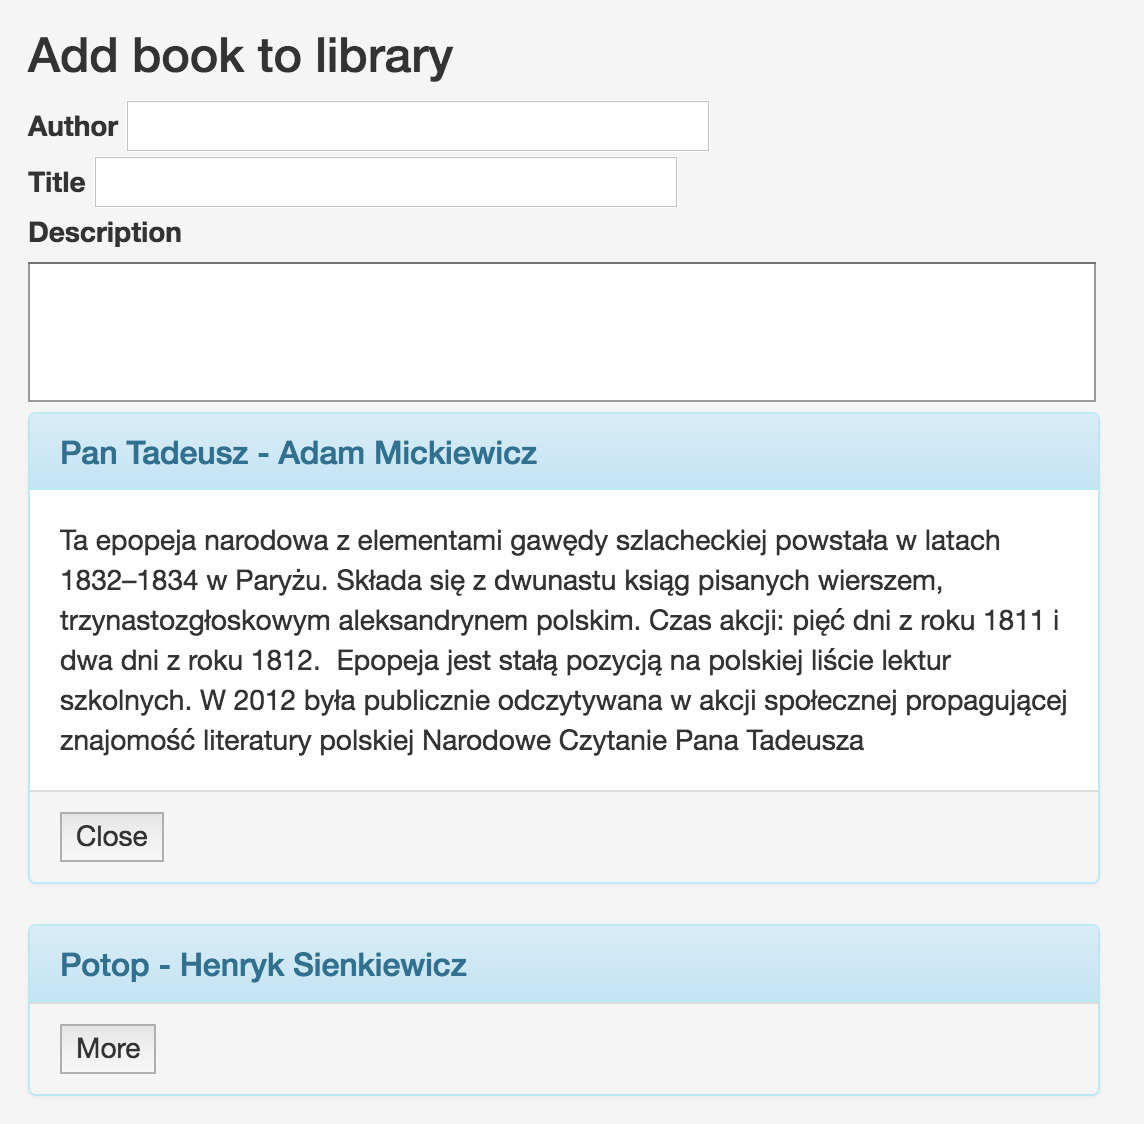 Add book to library
Author
Title
Description
Pan Tadeusz - Adam Mickiewicz
Ta epopeja narodowa z elementami gawędy szlacheckiej powstała w latach
1832–1834 w Paryżu. Składa się z dwunastu ksiąg pisanych wierszem,
trzynastozgłoskowym aleksandrynem polskim. Czas akcji: pięć dni z roku 1811 i
dwa dni z roku 1812.  Epopeja jest stałą pozycją na polskiej liście lektur
szkolnych. W 2012 była publicznie odczytywana w akcji społecznej propagującej
znajomość literatury polskiej Narodowe Czytanie Pana Tadeusza
Close
Potop - Henryk Sienkiewicz
More